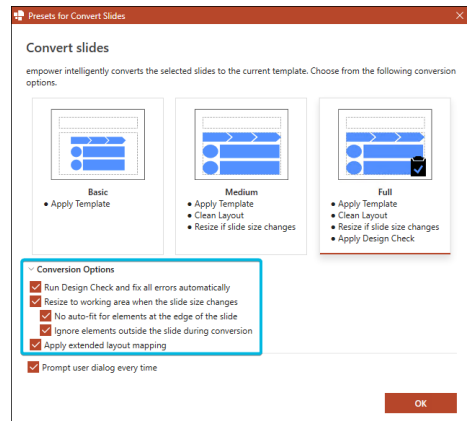 Presets for Convert Slides
Convert slides
empower intelligently converts the selected slides to the current template. Choose from the following conversion
options.
Basic
• Apply Template
Medium
• Apply Template
• Clean Layout
• Resize if slide size changes
Full
• Apply Template
• Clean Layout
• Resize if slide size changes
• Apply Design Check
Conversion Options
Run Design Check and fix all errors automatically
Resize to working area when the slide size changes
No auto-fit for elements at the edge of the slide
Ignore elements outside the slide during conversion
Apply extended layout mapping
Prompt user dialog every time
OK